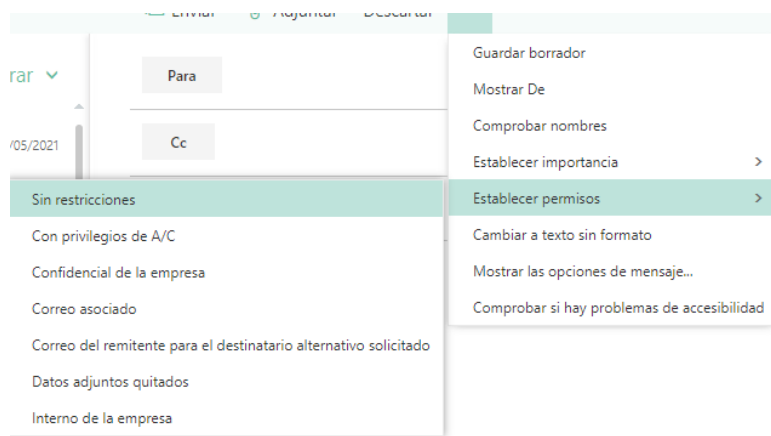 Enviar Adjuntar Descartar
rar
Para
/05/2021
Cc
Guardar borrador
Mostrar De
Comprobar nombres
Establecer importancia
Establecer permisos
Cambiar a texto sin formato
Mostrar las opciones de mensaje...
Comprobar si hay problemas de accesibilidad
Sin restricciones
Con privilegios de A/C
Confidencial de la empresa
Correo asociado
Correo del remitente para el destinatario alternativo solicitado
Datos adjuntos quitados
Interno de la empresa